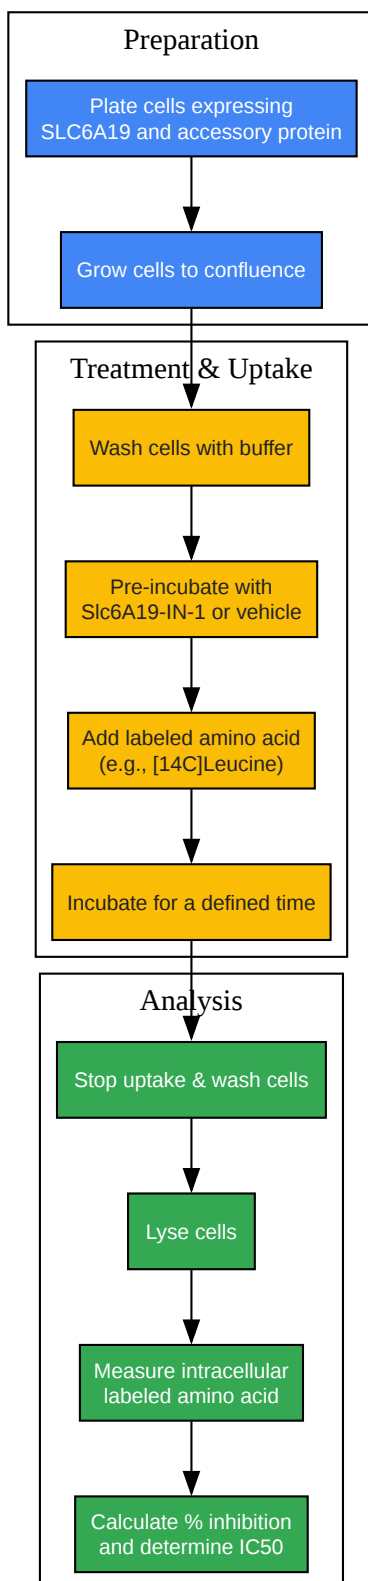 Preparation
Plate cells expressing
SLC6A19 and accessory protein
Grow cells to confluence
Treatment & Uptake
Wash cells with buffer
Pre-incubate with
Slc6A19-IN-1 or vehicle
Add labeled amino acid
(e.g., [14C]Leucine)
Incubate for a defined time
Analysis
Stop uptake & wash cells
Lyse cells
Measure intracellular
labeled amino acid
Calculate % inhibition
and determine IC50